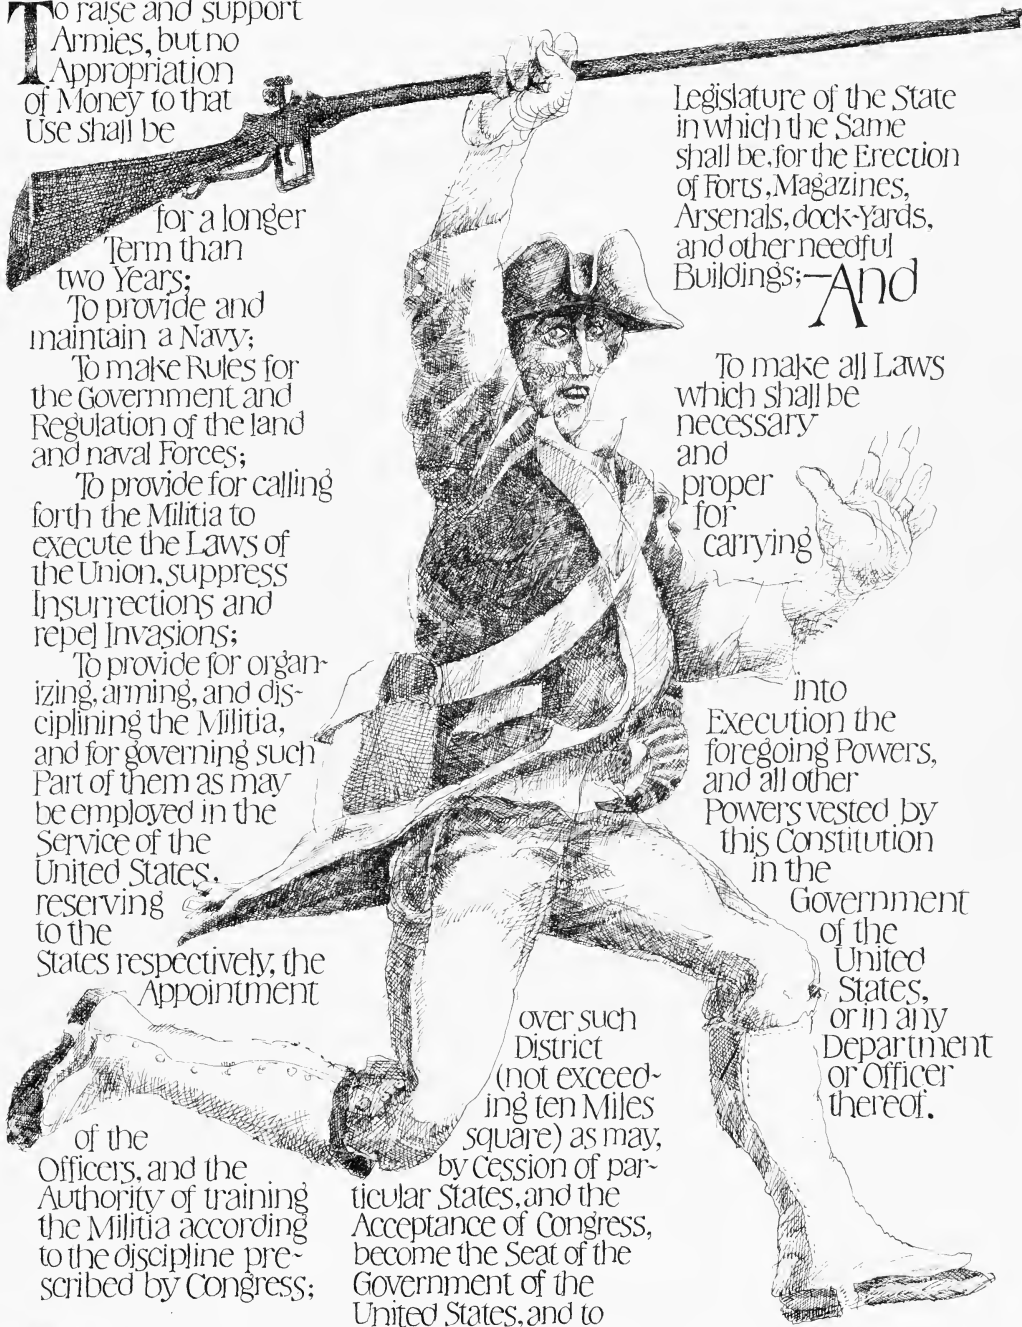 To raise and support
Armies, but no
Appropriation
of Money to that
Use shall be
for a longer
Term than
two Years;
To provide and
maintain a Navy;
To make Rules for
the Government and
Regulation of the land
and naval Forces;
To provide for calling
forth the Militia to
execute the Laws of
the Union, suppress
Insurrections and
repel Invasions;
To provide for organ-
izing, arming, and dis-
ciplining the Militia,
and for governing such
Part of them as may
be employed in the
Service of the
United States,
reserving
to the
States respectively, the
Appointment
of the
Officers, and the
Authority of training
the Militia according
to the discipline pre-
scribed by Congress;
over such
District
(not exceed-
ing ten Miles
square) as may,
by Cession of par-
ticular States, and the
Acceptance of Congress,
become the Seat of the
Government of the
United States, and to
Legislature of the State
in which the Same
shall be, for the Erection
of Forts, Magazines,
Arsenals, dock-Yards,
and other needful
Buildings;—And
To make all Laws
which shall be
necessary
and
proper
for
carrying
into
Execution the
foregoing Powers,
and all other
Powers vested by
this Constitution
in the
Government
of the
United
States,
or in any
Department
or Officer
thereof.